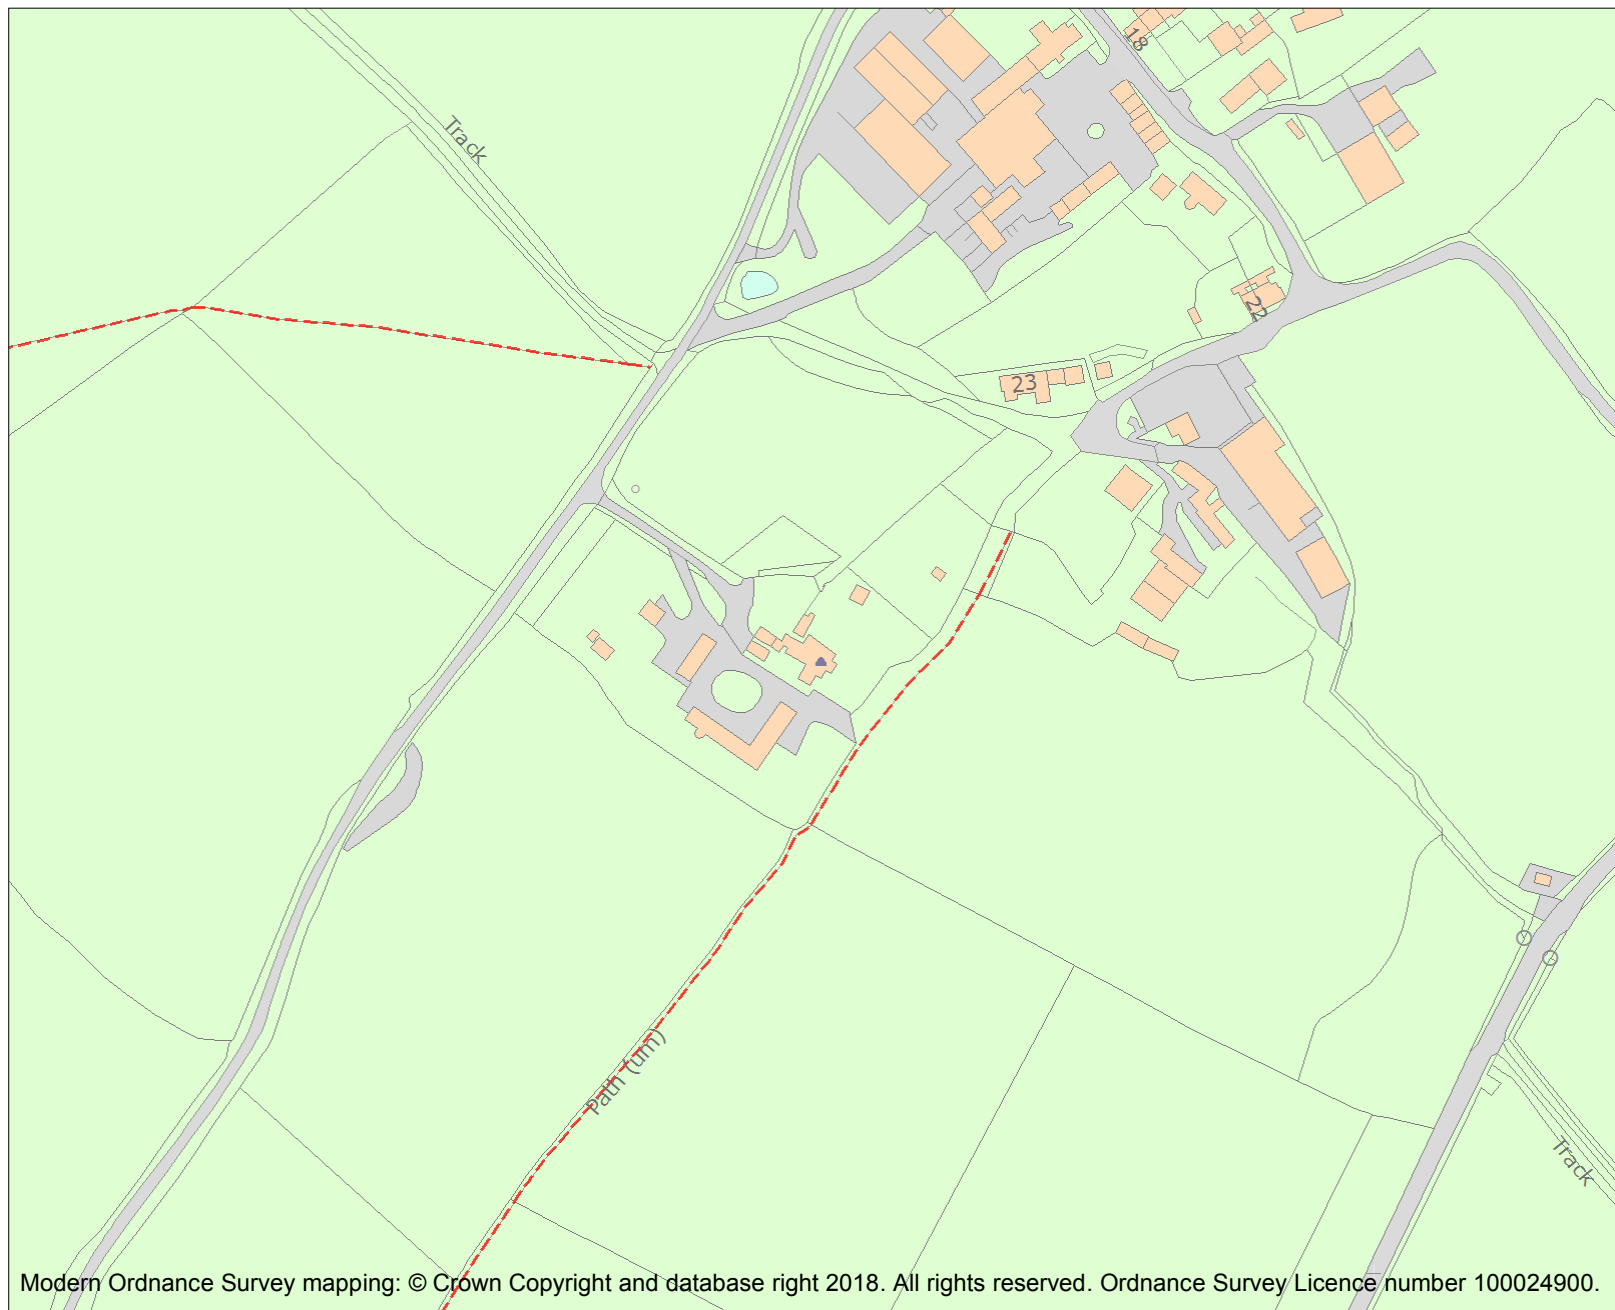 18
Track
22
23
Path (um)
Track
Modern Ordnance Survey mapping: © Crown Copyright and database right 2018. All rights reserved. Ordnance Survey Licence number 100024900.